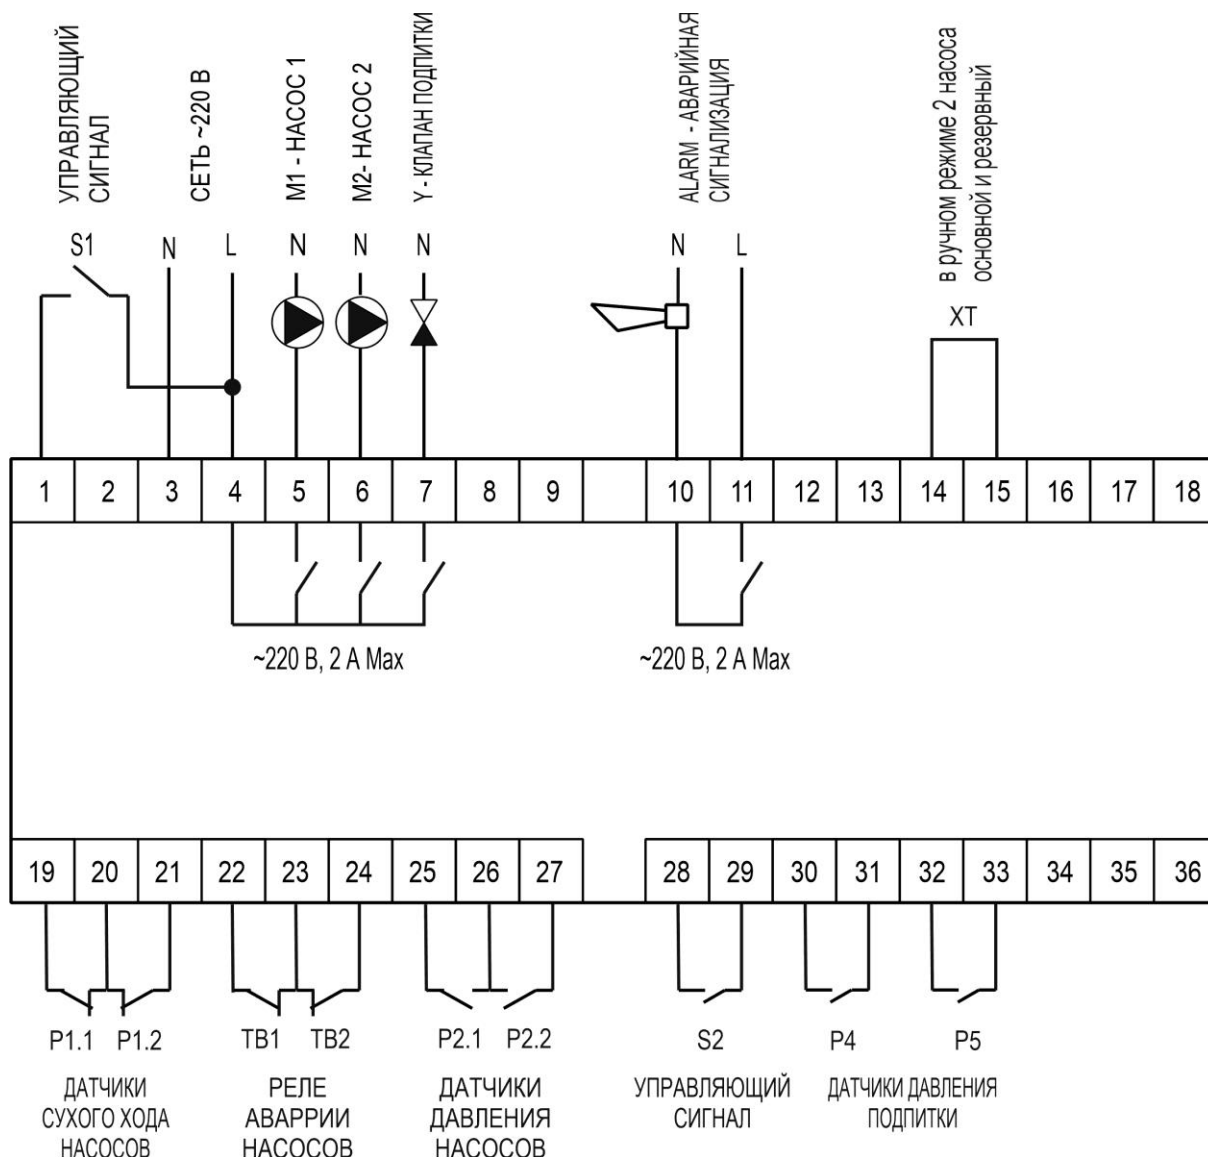 УПРАВЛЯЮЩИЙ
СИГНАЛ
СЕТЬ ~220 В
М1 - НАСОС 1
М2- НАСОС 2
Y - КЛАПАН ПОДПИТКИ
ALARM - АВАРИЙНАЯ
СИГНАЛИЗАЦИЯ
в ручном режиме 2 насоса
основной и резервный
S1
N
L
N
N
N
N
L
XT
1 2 3 4 5 6 7 8 9 10 11 12 13 14 15 16 17 18
~220 В, 2 А Max
~220 В, 2 А Max
19 20 21 22 23 24 25 26 27 28 29 30 31 32 33 34 35 36
P1.1 P1.2
ТВ1 ТВ2
P2.1 P2.2
S2
P4
P5
ДАТЧИКИ
СУХОГО ХОДА
НАСОСОВ
РЕЛЕ
АВАРРИИ
НАСОСОВ
ДАТЧИКИ
ДАВЛЕНИЯ
НАСОСОВ
УПРАВЛЯЮЩИЙ
СИГНАЛ
ДАТЧИКИ ДАВЛЕНИЯ
ПОДПИТКИ